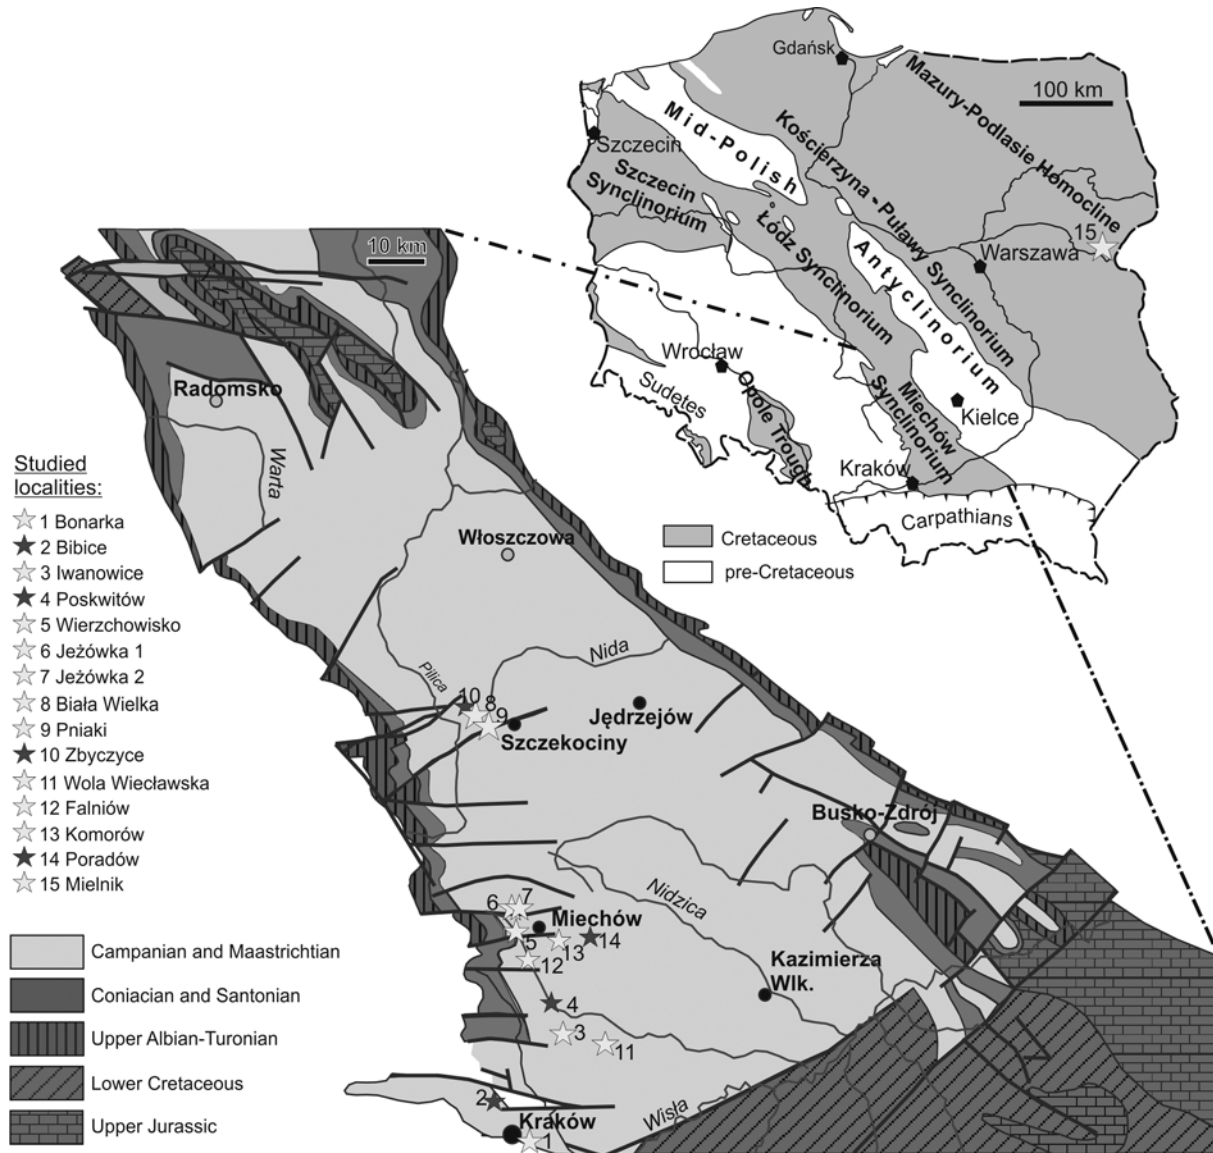 Gdańsk
100 km
Mazury-Podlasie Homocline
Mid-Polish
Kościerzyna - Puławy Synclinorium
Szczecin
Szczecin
Synclinorium
Łódz Synclinorium
15
Warszawa
Antyclinorium
10 km
Wrocław
Sudetes
Opole Trough
Miechów
Synclinorium
Kielce
Kraków
Carpathians
Cretaceous
pre-Cretaceous
Radomsko
Warta
Włoszczowa
Studied
localities:
1 Bonarka
2 Bibice
3 Iwanowice
4 Poskwitów
5 Wierzchowisko
6 Jeżówka 1
7 Jeżówka 2
8 Biała Wielka
9 Pniaki
10 Zbyczyce
11 Wola Wiecławska
12 Falniów
13 Komorów
14 Poradów
15 Mielnik
Nida
Pilica
10
8
9
Szczekociny
Jędrzejów
Busko-Zdrój
Nidzica
6
7
Miechów
5
13
14
12
Kazimierza
Wlk.
4
3
11
2
Kraków
1
Wisła
Campanian and Maastrichtian
Coniacian and Santonian
Upper Albian-Turonian
Lower Cretaceous
Upper Jurassic